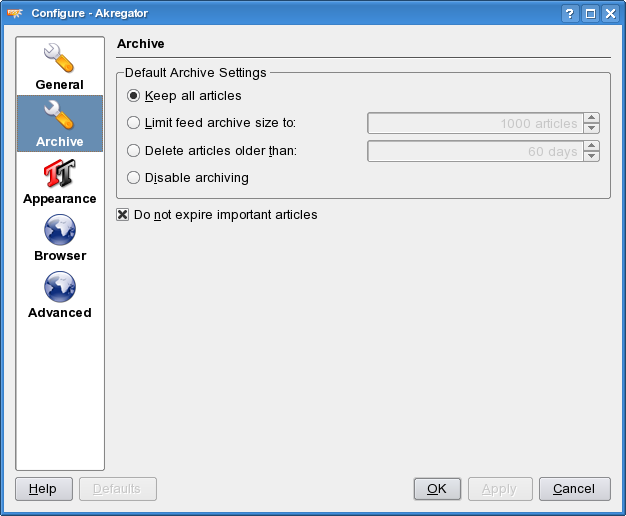 Configure - Akregator
General
Archive
Appearance
Browser
Advanced
Archive
Default Archive Settings
Keep all articles
Limit feed archive size to: 1000 articles
Delete articles older than: 60 days
Disable archiving
Do not expire important articles
Help Defaults OK Apply Cancel